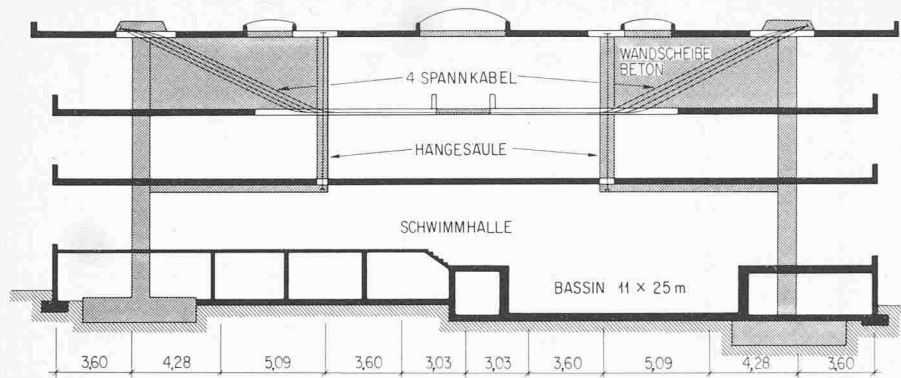 WANDSCHEIBE
BETON
4 SPANNKABEL
HÄNGESÄULE
SCHWIMMHALLE
BASSIN 11 × 25 m
3,60 4,28 5,09 3,60 3,03 3,03 3,60 5,09 4,28 3,60